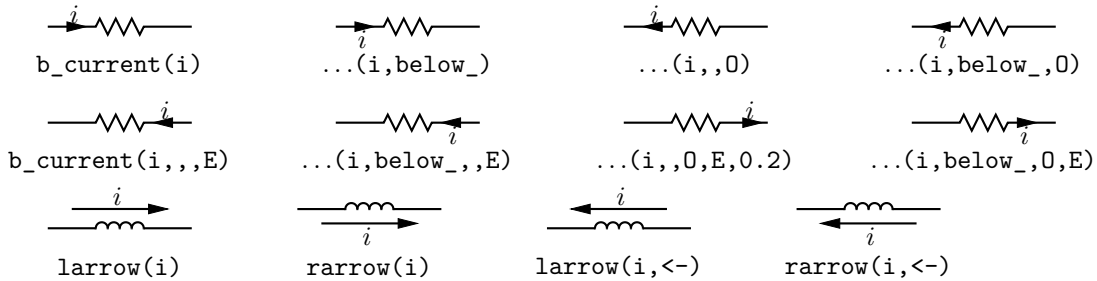 i i i i
b_current(i) ...(i,below_) ...(i,,O) ...(i,below_,O)
i i i i
b_current(i,,,E) ...(i,below_,,E) ...(i,,O,E,0.2) ...(i,below_,O,E)
i i i i
larrow(i) rarrow(i) larrow(i,<-) rarrow(i,<-)